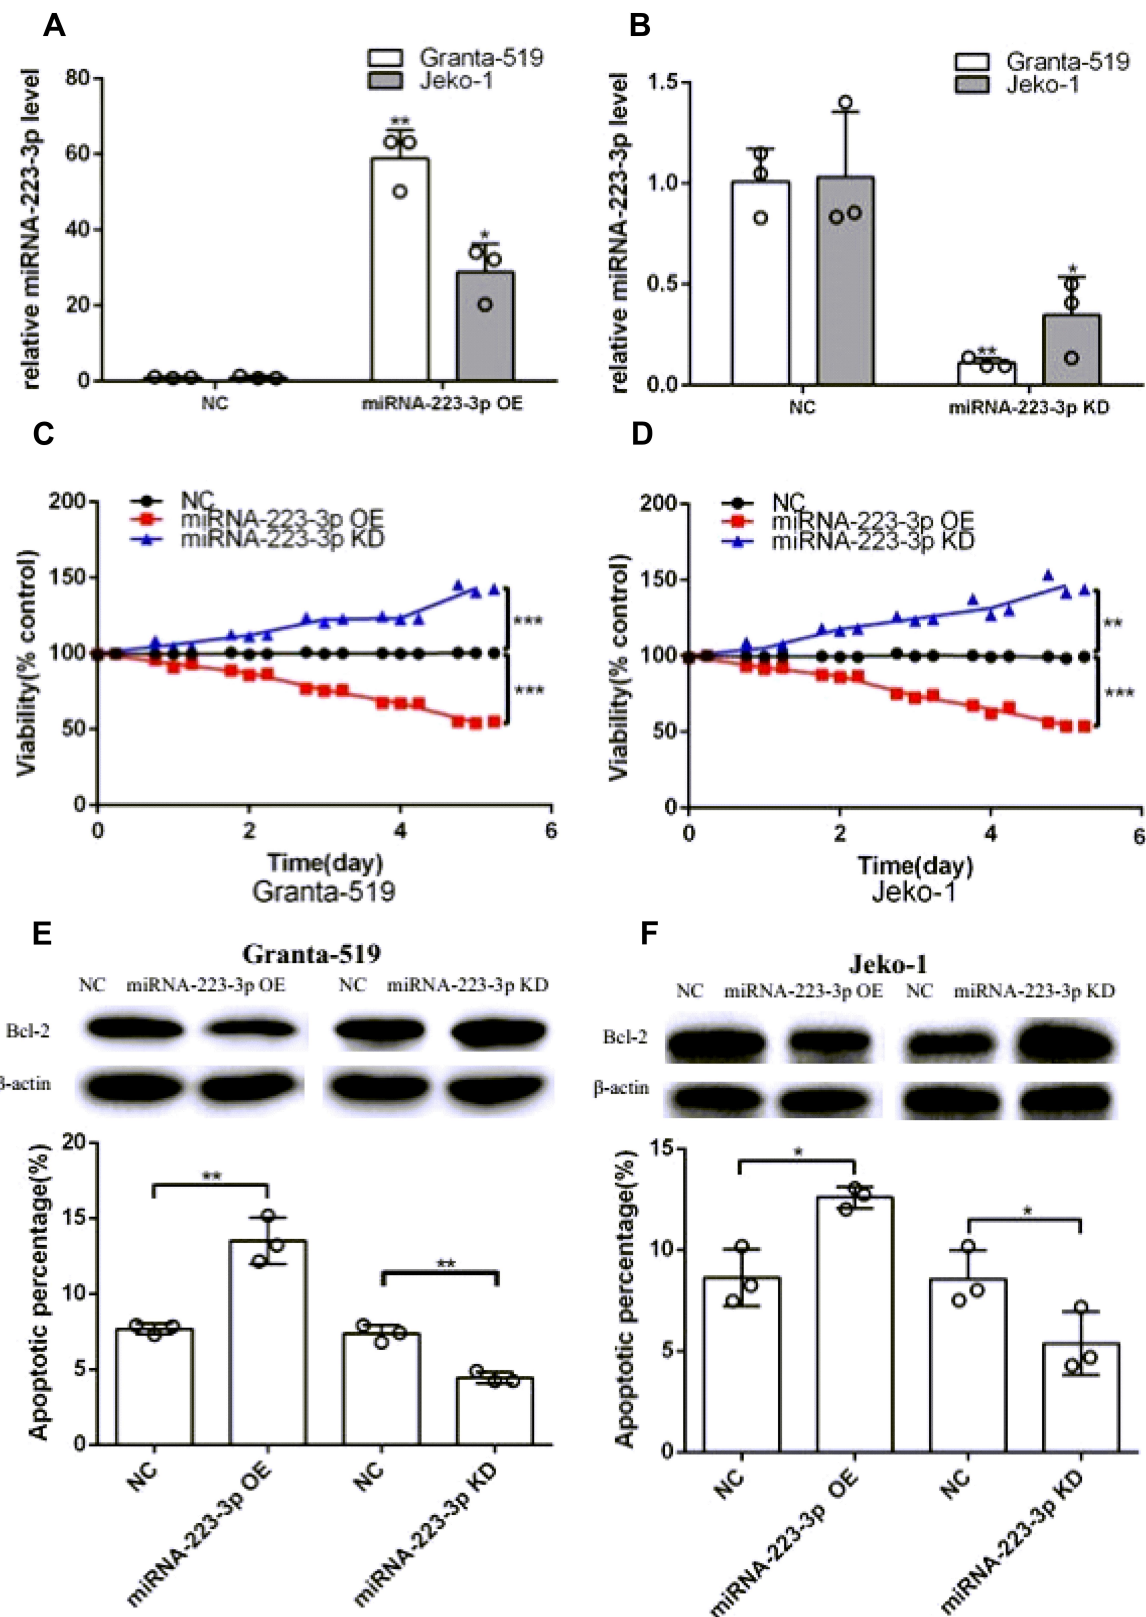 A
Granta-519
Jeko-1
relative miRNA-223-3p level
80
60
40
20
0
**
*
NC
miRNA-223-3p OE
B
Granta-519
Jeko-1
relative miRNA-223-3p level
1.5
1.0
0.5
0.0
**
*
NC
miRNA-223-3p KD
C
NC
miRNA-223-3p OE
miRNA-223-3p KD
Viability(% control)
200
150
100
50
0
***
***
0 2 4 6
Time(day)
Granta-519
D
NC
miRNA-223-3p OE
miRNA-223-3p KD
Viability(% control)
200
150
100
50
0
**
***
0 2 4 6
Time(day)
Jeko-1
E
Granta-519
NC miRNA-223-3p OE NC miRNA-223-3p KD
Bcl-2
β-actin
Apoptotic percentage(%)
20
15
10
5
0
**
**
NC
miRNA-223-3p OE
NC
miRNA-223-3p KD
F
Jeko-1
NC miRNA-223-3p OE NC miRNA-223-3p KD
Bcl-2
β-actin
Apoptotic percentage(%)
15
10
5
0
*
*
NC
miRNA-223-3p OE
NC
miRNA-223-3p KD